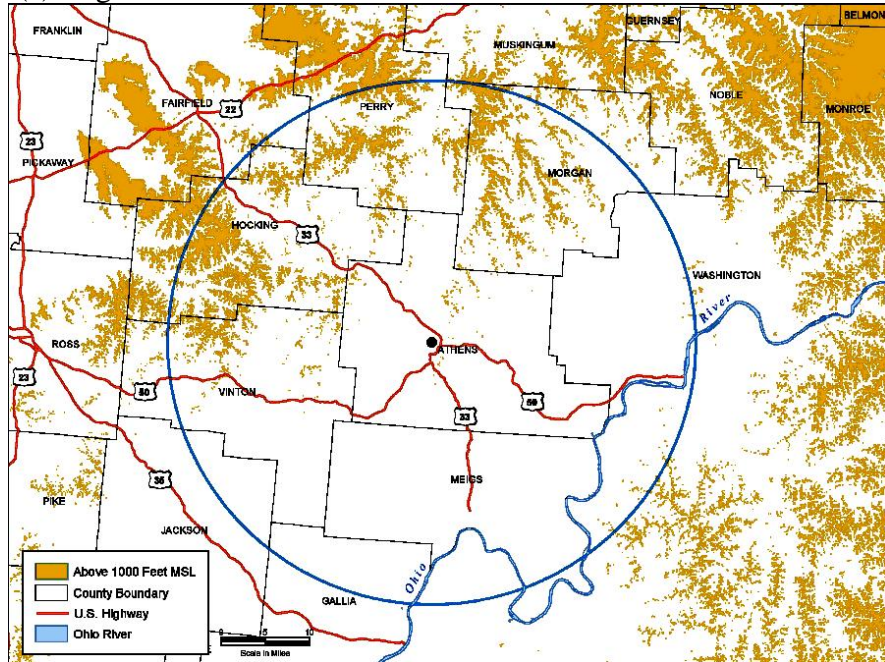 FRANKLIN
GUERNSEY
BELMON
MUSKINGUM
FAIRFIELD
22
PERRY
NOBLE
MONROE
23
PICKAWAY
MORGAN
HOCKING
33
WASHINGTON
River
ROSS
ATHENS
23
50
VINTON
33
50
MEIGS
35
PIKE
JACKSON
Ohio
GALLIA
Above 1000 Feet MSL
County Boundary
U.S. Highway
Ohio River
0 5 10
Scale in Miles